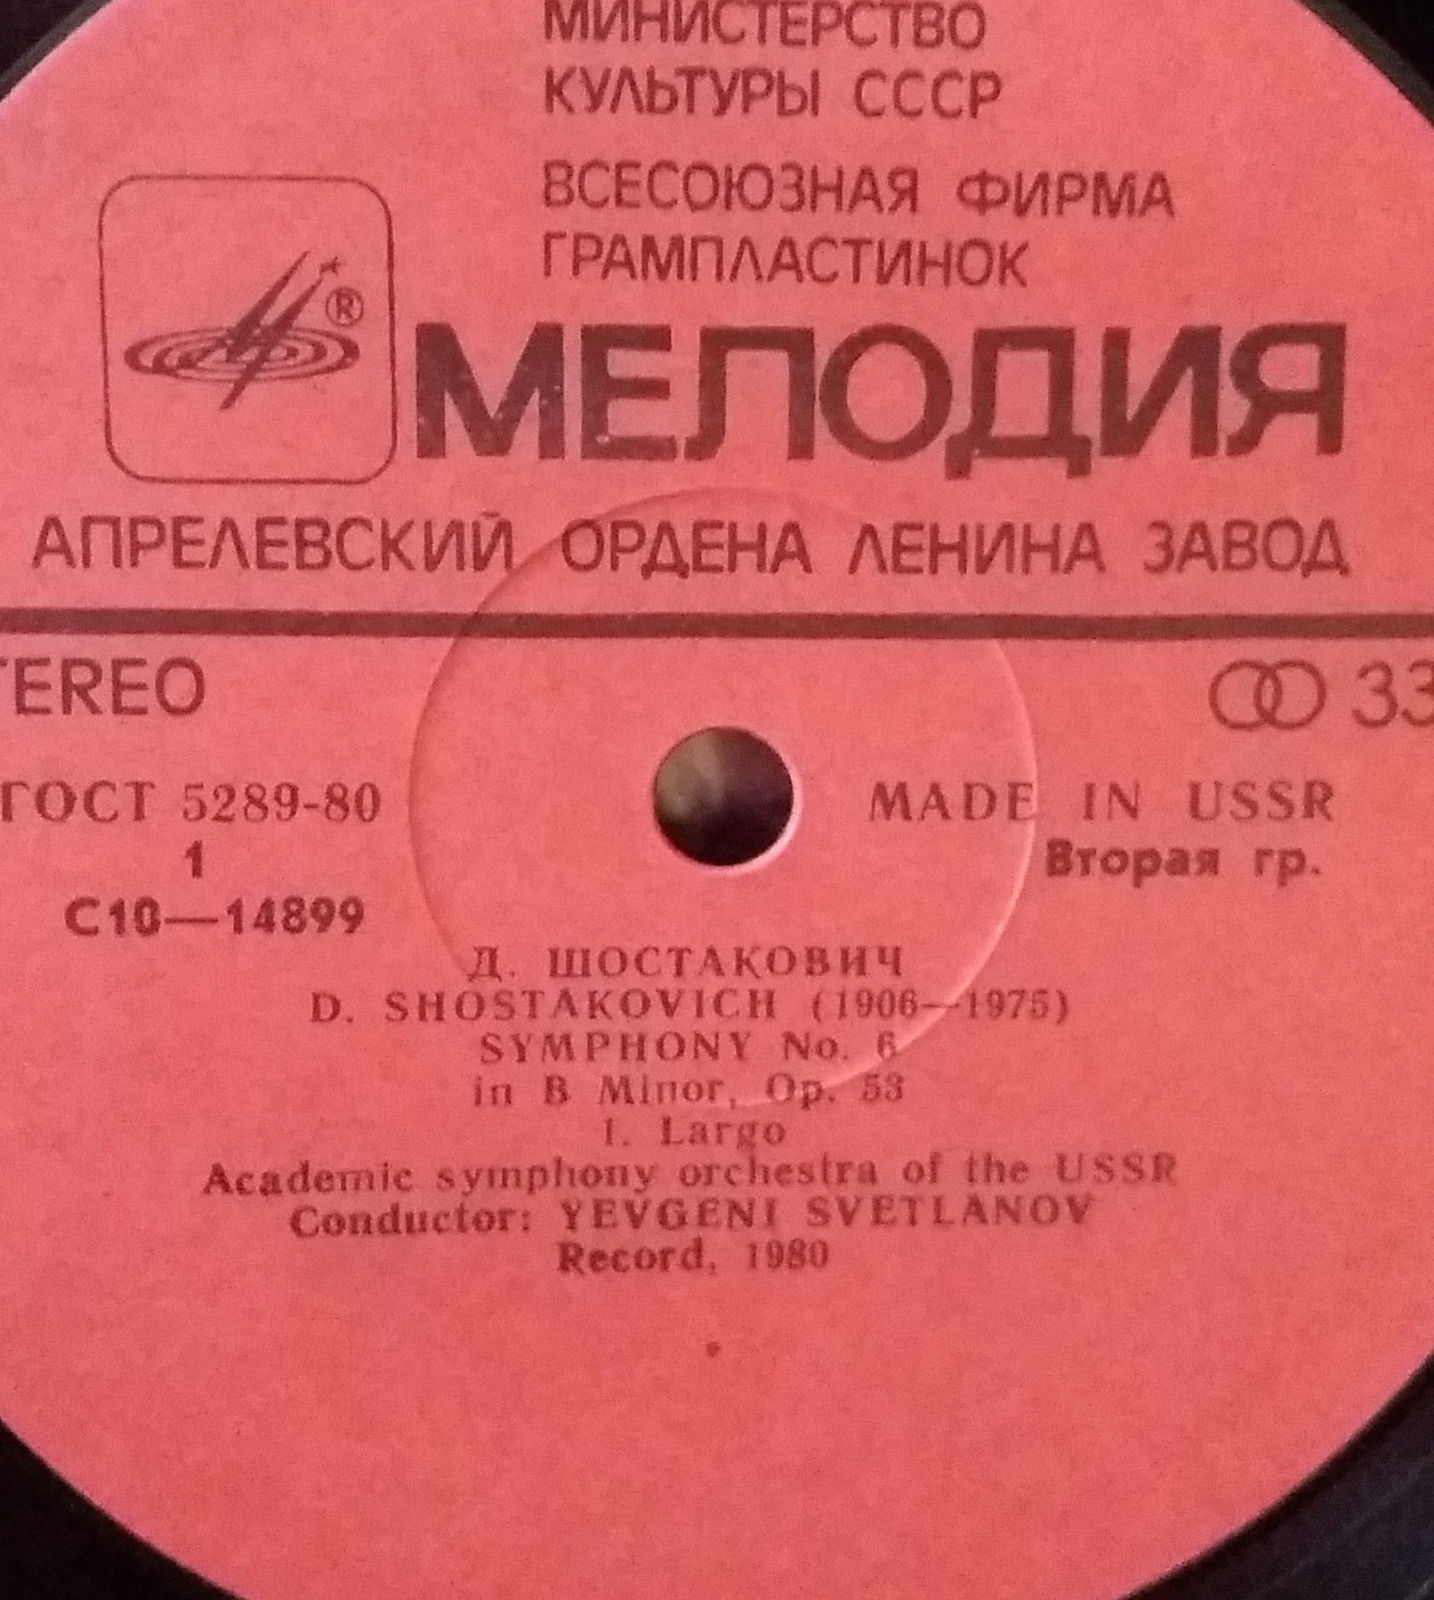 МИНИСТЕРСТВО
КУЛЬТУРЫ СССР
ВСЕСОЮЗНАЯ ФИРМА
ГРАМПЛАСТИНОК
®
МЕЛОДИЯ
АПРЕЛЕВСКИЙ ОРДЕНА ЛЕНИНА ЗАВОД
TEREO
33
ГОСТ 5289-80
MADE IN USSR
1
Вторая гр.
С10—14899
Д. ШОСТАКОВИЧ
D. SHOSTAKOVICH (1906—1975)
SYMPHONY No. 6
in B Minor, Op. 53
I. Largo
Academic symphony orchestra of the USSR
Conductor: YEVGENI SVETLANOV
Record, 1980